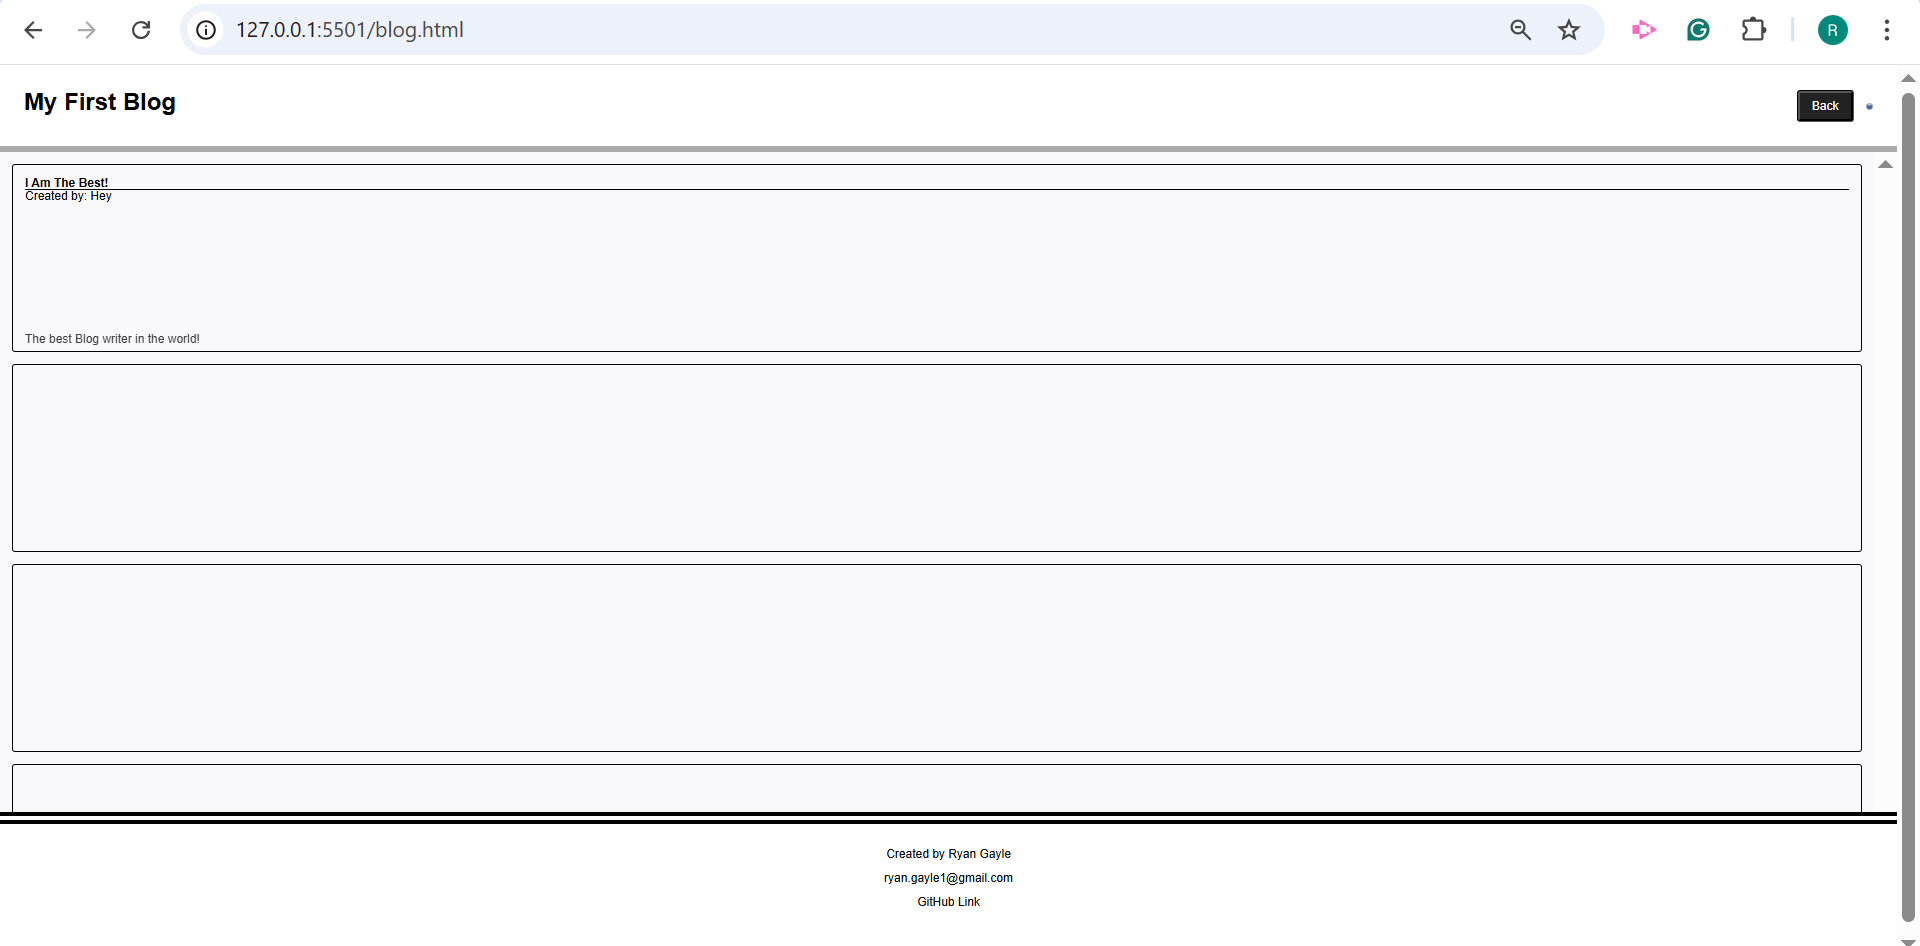 127.0.0.1:5501/blog.html
R
My First Blog
Back
I Am The Best!
Created by: Hey
The best Blog writer in the world!
Created by Ryan Gayle
ryan.gayle1@gmail.com
GitHub Link